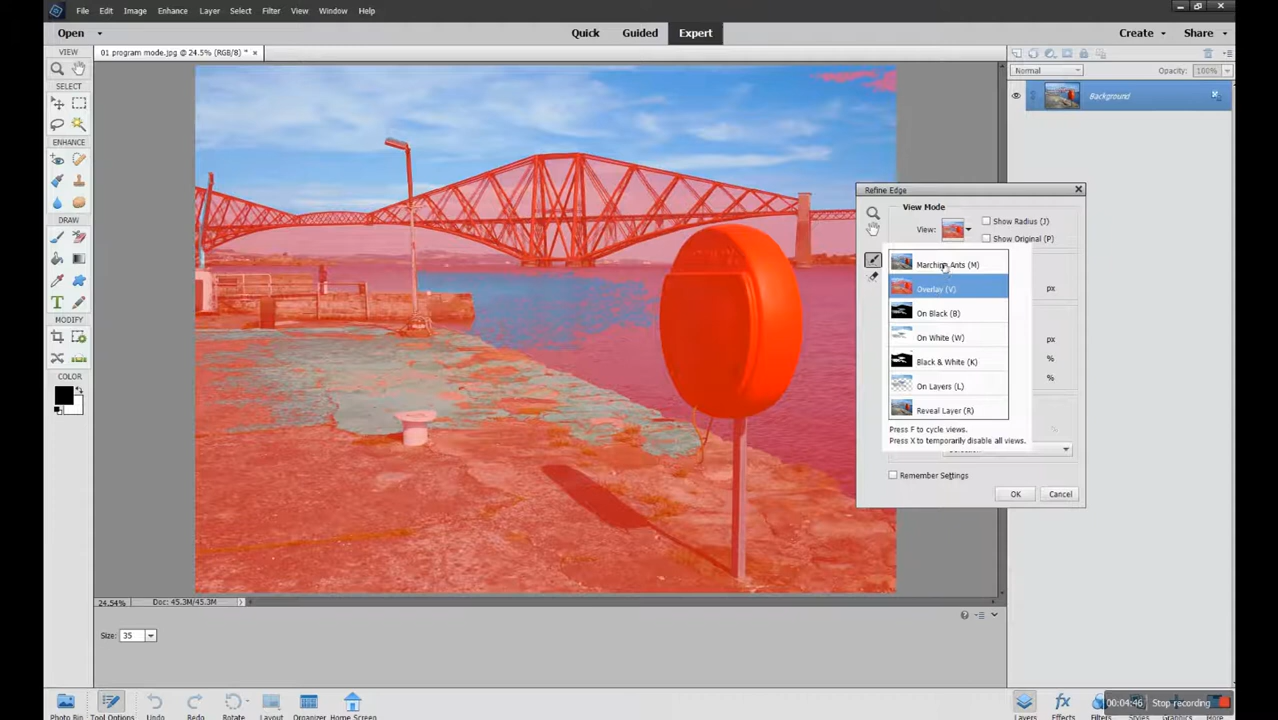 File Edit Image Enhance Layer Select Filter View Window Help
Open Quick Guided Expert Create Share
VIEW
01 program mode.jpg @ 24.5% (RGB/8) *
SELECT
ENHANCE
DRAW
COLOR
Normal Opacity: 100%
Background
Refine Edge
View Mode
View: Show Radius (J)
Show Original (P)
Marching Ants (M)
Overlay (V)
px
On Black (B)
On White (W)
px
Black & White (K)
%
On Layers (L)
%
Reveal Layer (R)
Press F to cycle views.
Press X to temporarily disable all views.
Remember Settings
OK Cancel
24.54% Doc: 45.3M/45.3M
Size: 35
Photo Bin Tool Options Undo Redo Rotate Layout Organizer Home Screen
Layers Effects Filters
00:04:46 Stop recording